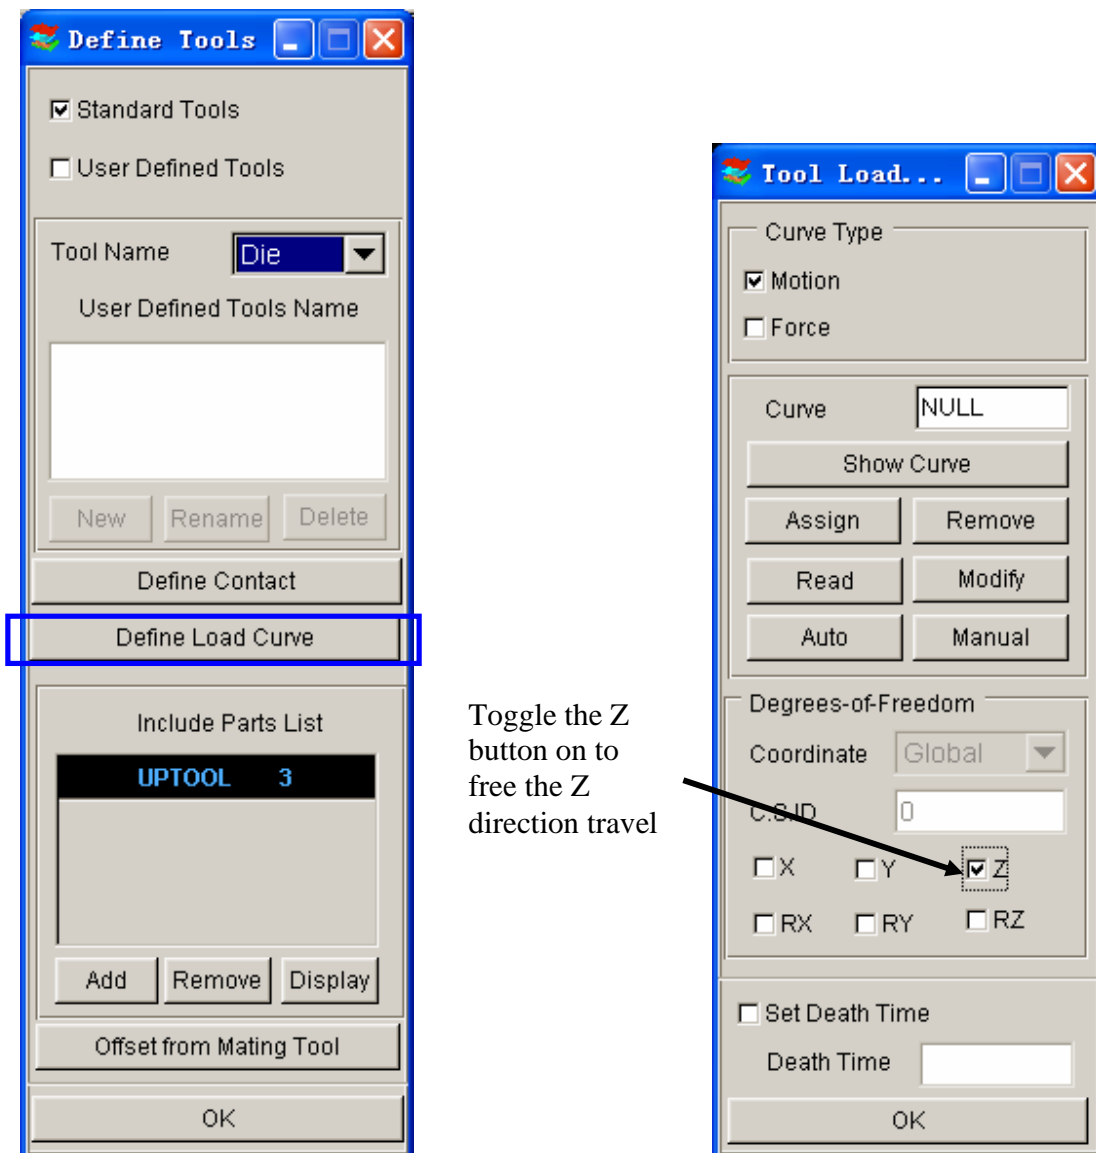 Define Tools
Standard Tools
User Defined Tools
Tool Name Die
User Defined Tools Name
New Rename Delete
Define Contact
Define Load Curve
Include Parts List
UPTOOL 3
Add Remove Display
Offset from Mating Tool
OK
Toggle the Z
button on to
free the Z
direction travel
Tool Load...
Curve Type
Motion
Force
Curve NULL
Show Curve
Assign Remove
Read Modify
Auto Manual
Degrees-of-Freedom
Coordinate Global
C.S.ID 0
X Y Z
RX RY RZ
Set Death Time
Death Time
OK